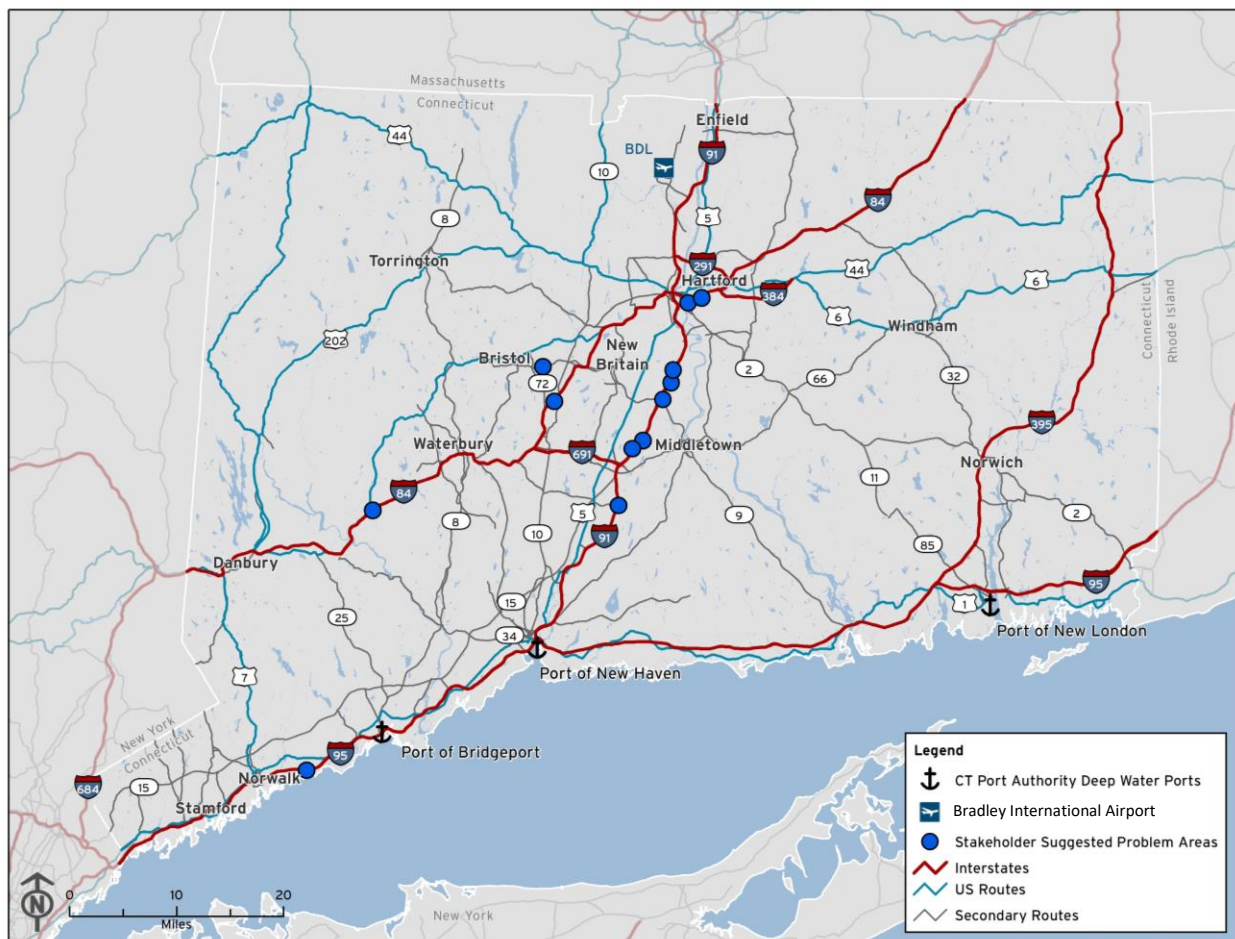 Massachusetts
Connecticut
Enfield
44
91
BDL
10
84
5
8
Torrington
291
44
Hartford
384
6
202
6
Windham
Connecticut
Rhode Island
New
Britain
Bristol
2
66
32
72
395
Waterbury
691
Middletown
Norwich
84
11
5
2
8
10
91
9
85
Danbury
95
15
1
25
34
Port of New London
Port of New Haven
7
New York
Connecticut
Port of Bridgeport
95
Norwalk
684
15
Stamford
Legend
CT Port Authority Deep Water Ports
Bradley International Airport
Stakeholder Suggested Problem Areas
Interstates
US Routes
Secondary Routes
N
0 10 20
Miles
New York